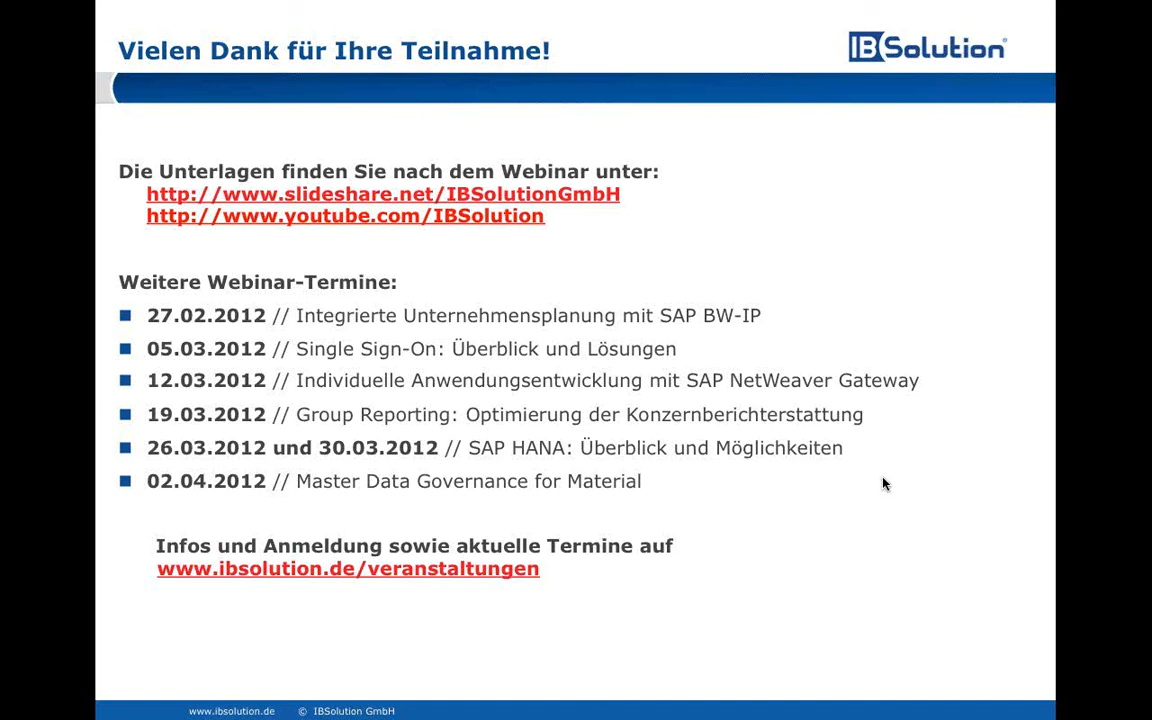 Vielen Dank für Ihre Teilnahme!
IBSolution®
Die Unterlagen finden Sie nach dem Webinar unter:
http://www.slideshare.net/IBSolutionGmbH
http://www.youtube.com/IBSolution
Weitere Webinar-Termine:
27.02.2012 // Integrierte Unternehmensplanung mit SAP BW-IP
05.03.2012 // Single Sign-On: Überblick und Lösungen
12.03.2012 // Individuelle Anwendungsentwicklung mit SAP NetWeaver Gateway
19.03.2012 // Group Reporting: Optimierung der Konzernberichterstattung
26.03.2012 und 30.03.2012 // SAP HANA: Überblick und Möglichkeiten
02.04.2012 // Master Data Governance for Material
Infos und Anmeldung sowie aktuelle Termine auf
www.ibsolution.de/veranstaltungen
www.ibsolution.de © IBSolution GmbH